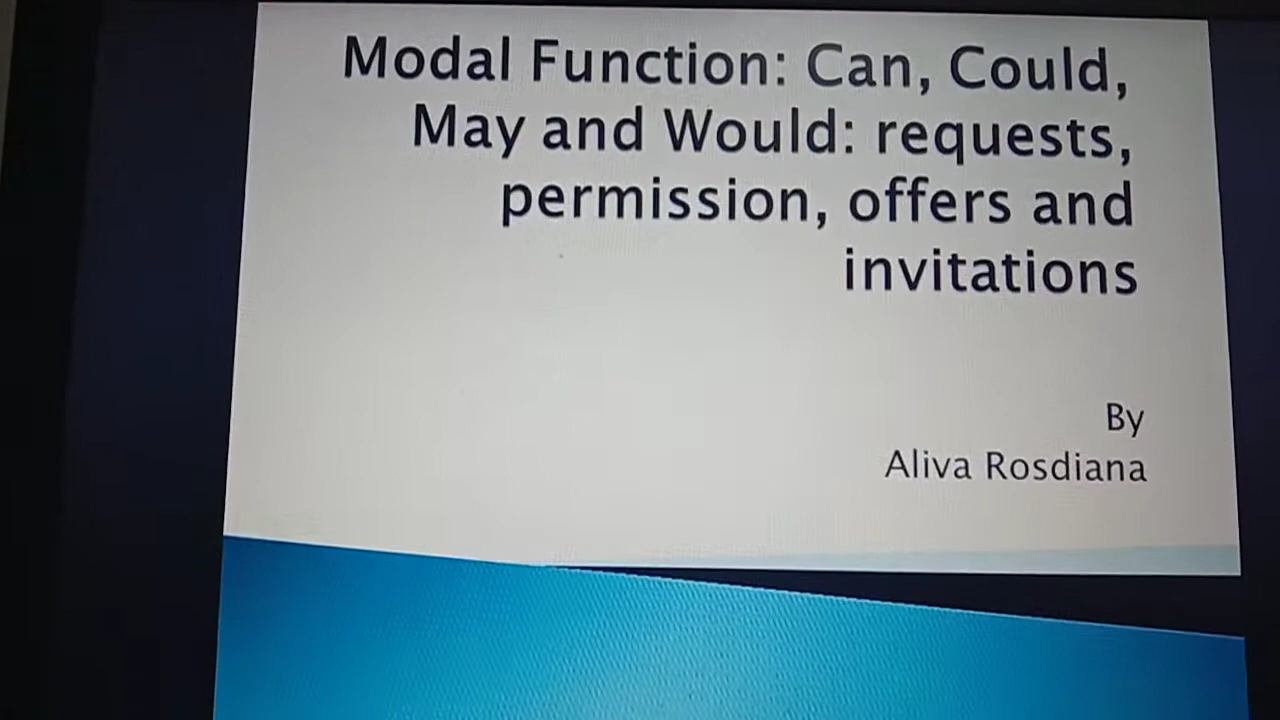 Modal Function: Can, Could,
May and Would: requests,
permission, offers and
invitations
By
Aliva Rosdiana